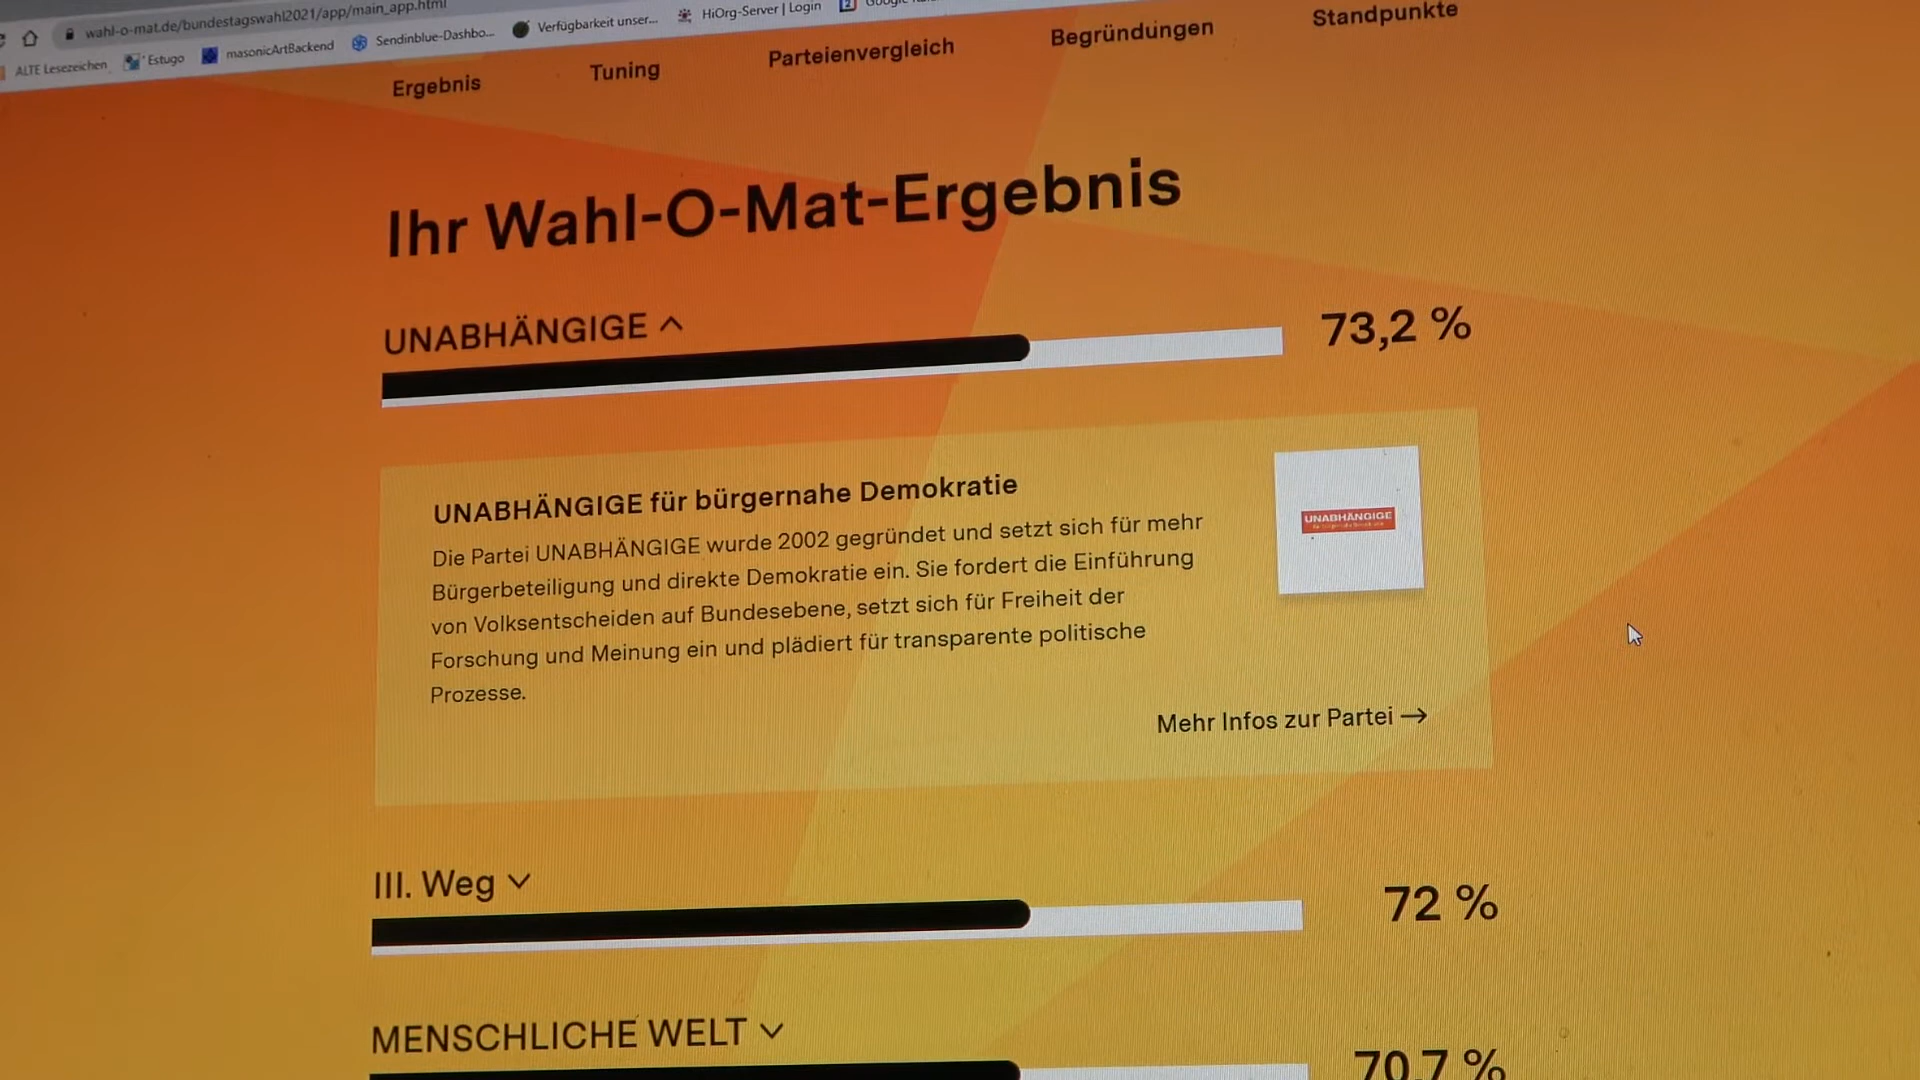 wahl-o-mat.de/bundestagswahl2021/app/main_app.html
ALTE Lesezeichen Estugo masonicArtBackend Sendinblue-Dashbo... Verfügbarkeit unser... HiOrg-Server | Login
Ergebnis Tuning Parteienvergleich Begründungen Standpunkte
Ihr Wahl-O-Mat-Ergebnis
UNABHÄNGIGE 73,2 %
UNABHÄNGIGE für bürgernahe Demokratie
Die Partei UNABHÄNGIGE wurde 2002 gegründet und setzt sich für mehr
Bürgerbeteiligung und direkte Demokratie ein. Sie fordert die Einführung
von Volksentscheiden auf Bundesebene, setzt sich für Freiheit der
Forschung und Meinung ein und plädiert für transparente politische
Prozesse.
UNABHÄNGIGE
Mehr Infos zur Partei →
III. Weg 72 %
MENSCHLICHE WELT 70,7 %